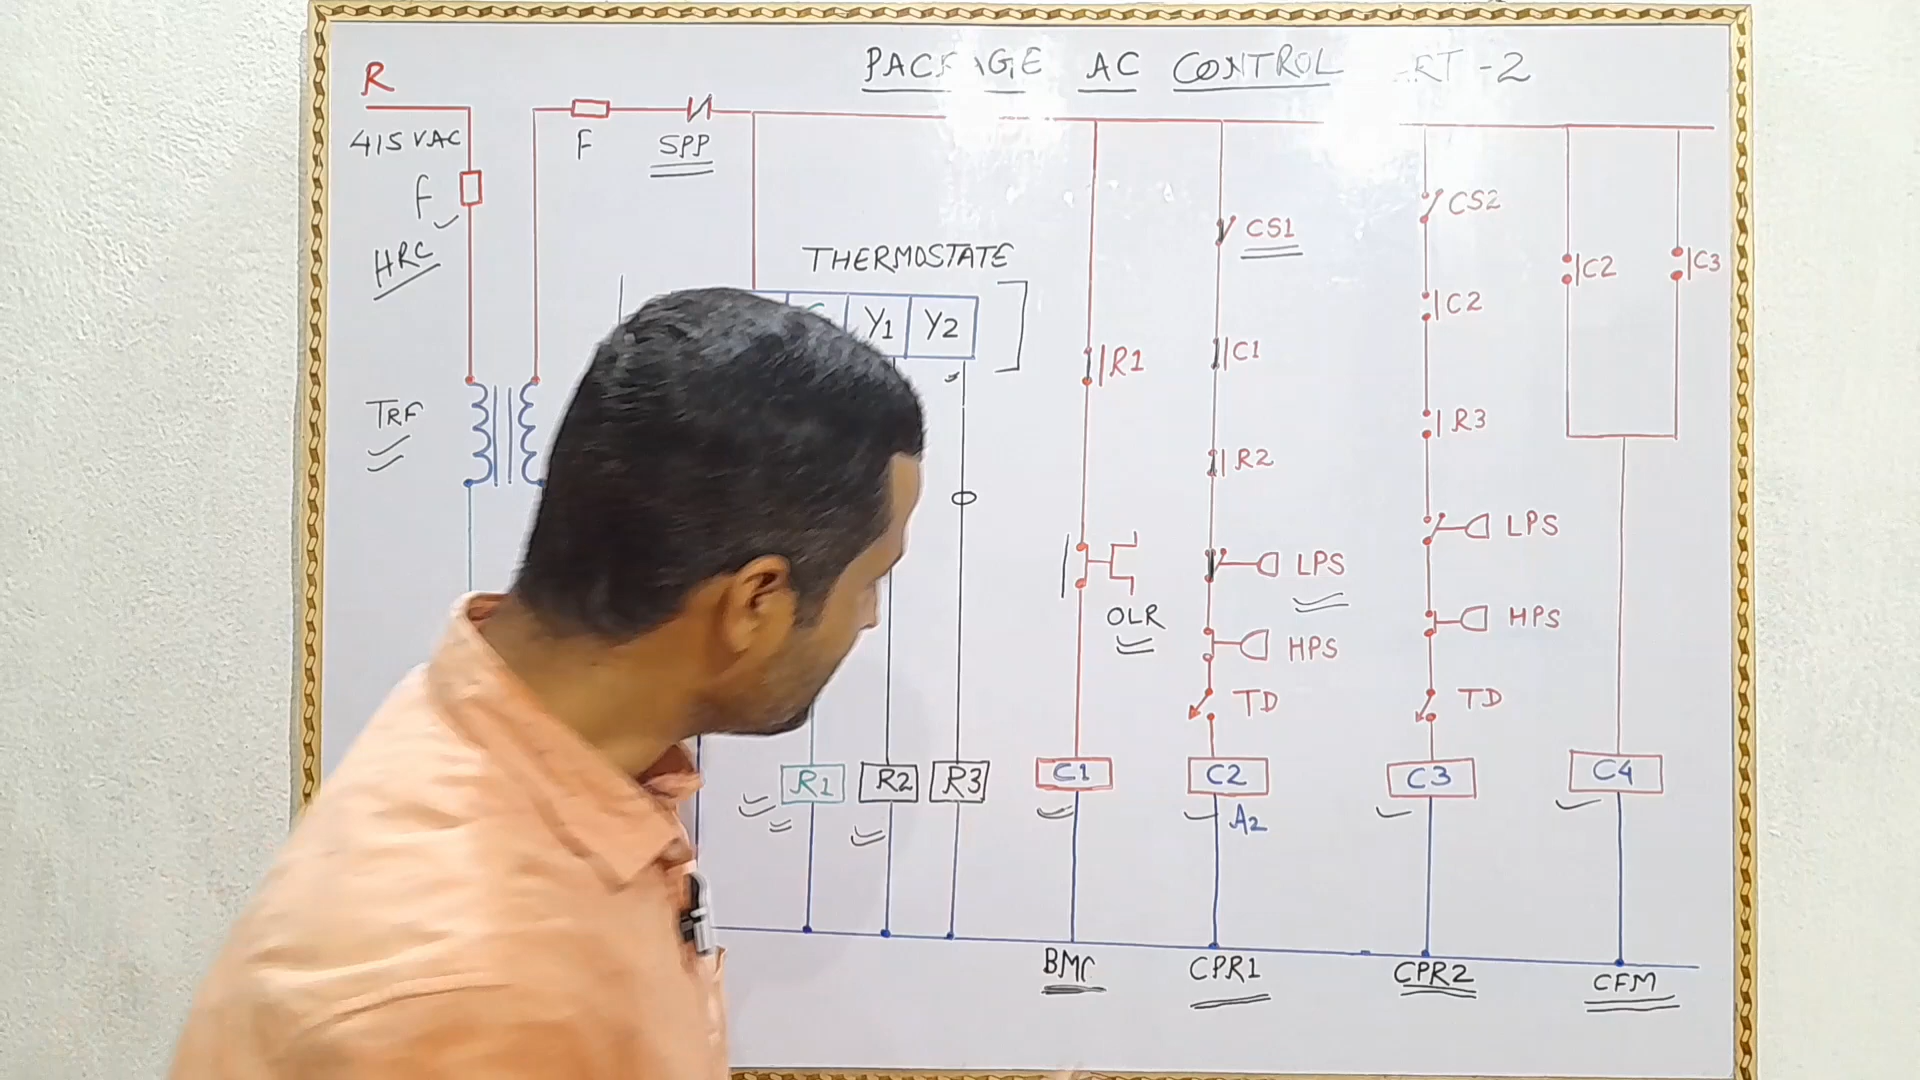 PACKAGE AC CONTROL RT-2
R
415 VAC
F
HRC
TRF
F
SPP
THERMOSTATE
Y1 Y2
R1
OLR
CS1
C1
R2
LPS
HPS
TD
CS2
C2
R3
LPS
HPS
TD
C2
C3
R1
R2
R3
C1
C2
C3
C4
A2
BMC
CPR1
CPR2
CFM